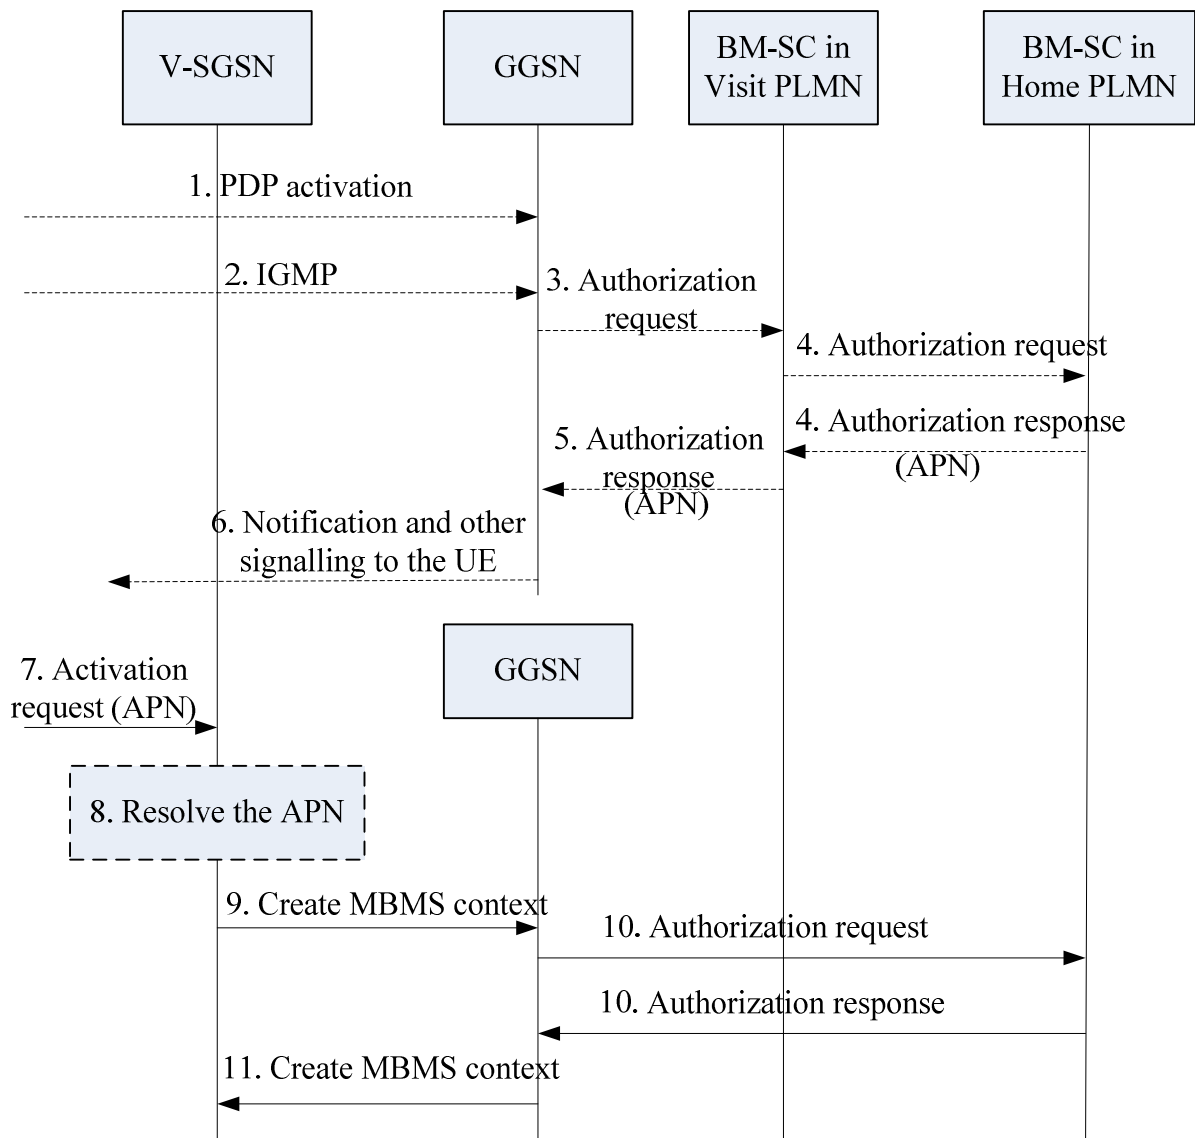 V-SGSN
GGSN
BM-SC in
Visit PLMN
BM-SC in
Home PLMN
1. PDP activation
2. IGMP
3. Authorization
request
4. Authorization request
4. Authorization response
(APN)
5. Authorization
response
(APN)
6. Notification and other
signalling to the UE
GGSN
7. Activation
request (APN)
8. Resolve the APN
9. Create MBMS context
10. Authorization request
10. Authorization response
11. Create MBMS context